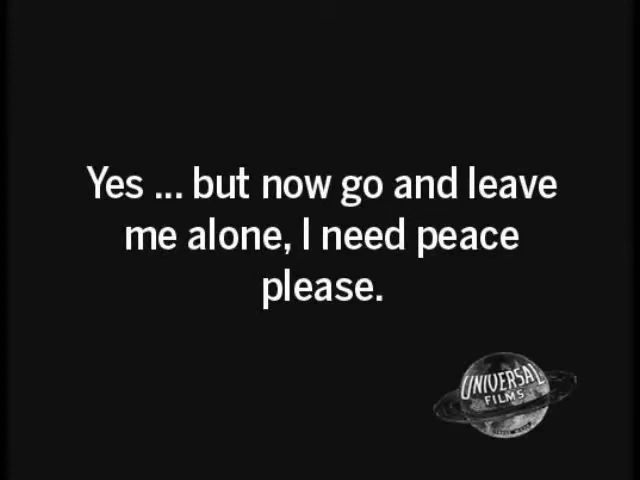 Yes ... but now go and leave
me alone, I need peace
please.
UNIVERSAL
FILMS